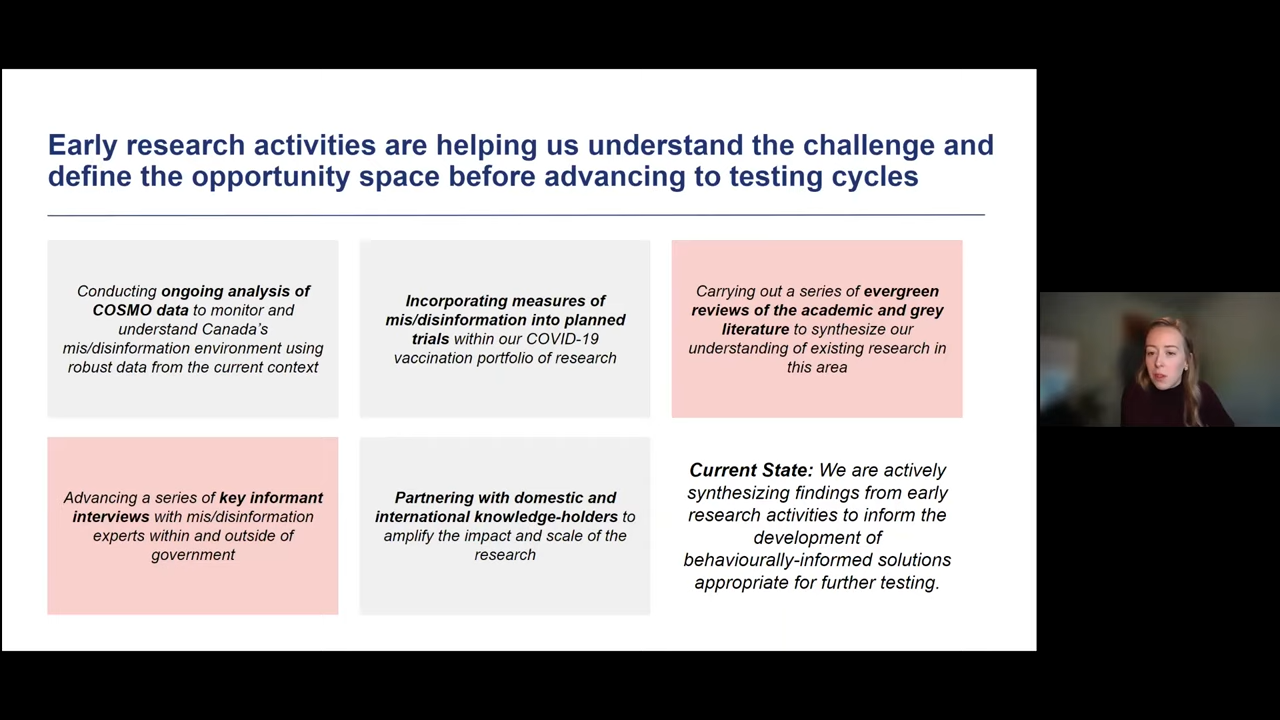 Early research activities are helping us understand the challenge and
define the opportunity space before advancing to testing cycles
Conducting ongoing analysis of
COSMO data to monitor and
understand Canada's
mis/disinformation environment using
robust data from the current context
Incorporating measures of
mis/disinformation into planned
trials within our COVID-19
vaccination portfolio of research
Carrying out a series of evergreen
reviews of the academic and grey
literature to synthesize our
understanding of existing research in
this area
Advancing a series of key informant
interviews with mis/disinformation
experts within and outside of
government
Partnering with domestic and
international knowledge-holders to
amplify the impact and scale of the
research
Current State: We are actively
synthesizing findings from early
research activities to inform the
development of
behaviourally-informed solutions
appropriate for further testing.